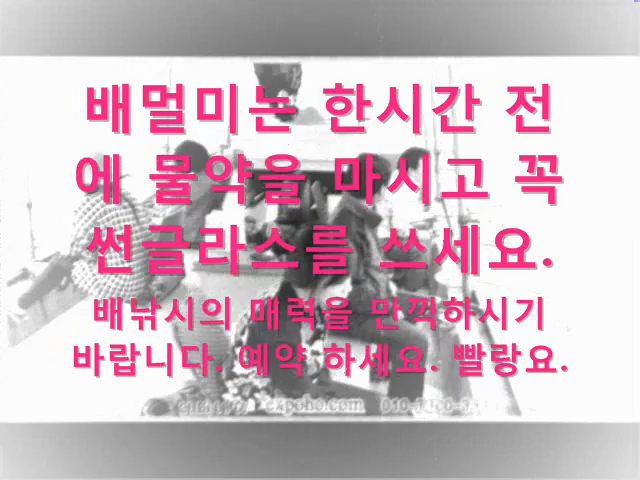 배멀미는 한시간 전
에 물약을 마시고 꼭
썬글라스를 쓰세요.
배낚시의 매력을 만끽하시기
바랍니다. 예약 하세요. 빨랑요.
expoho.com